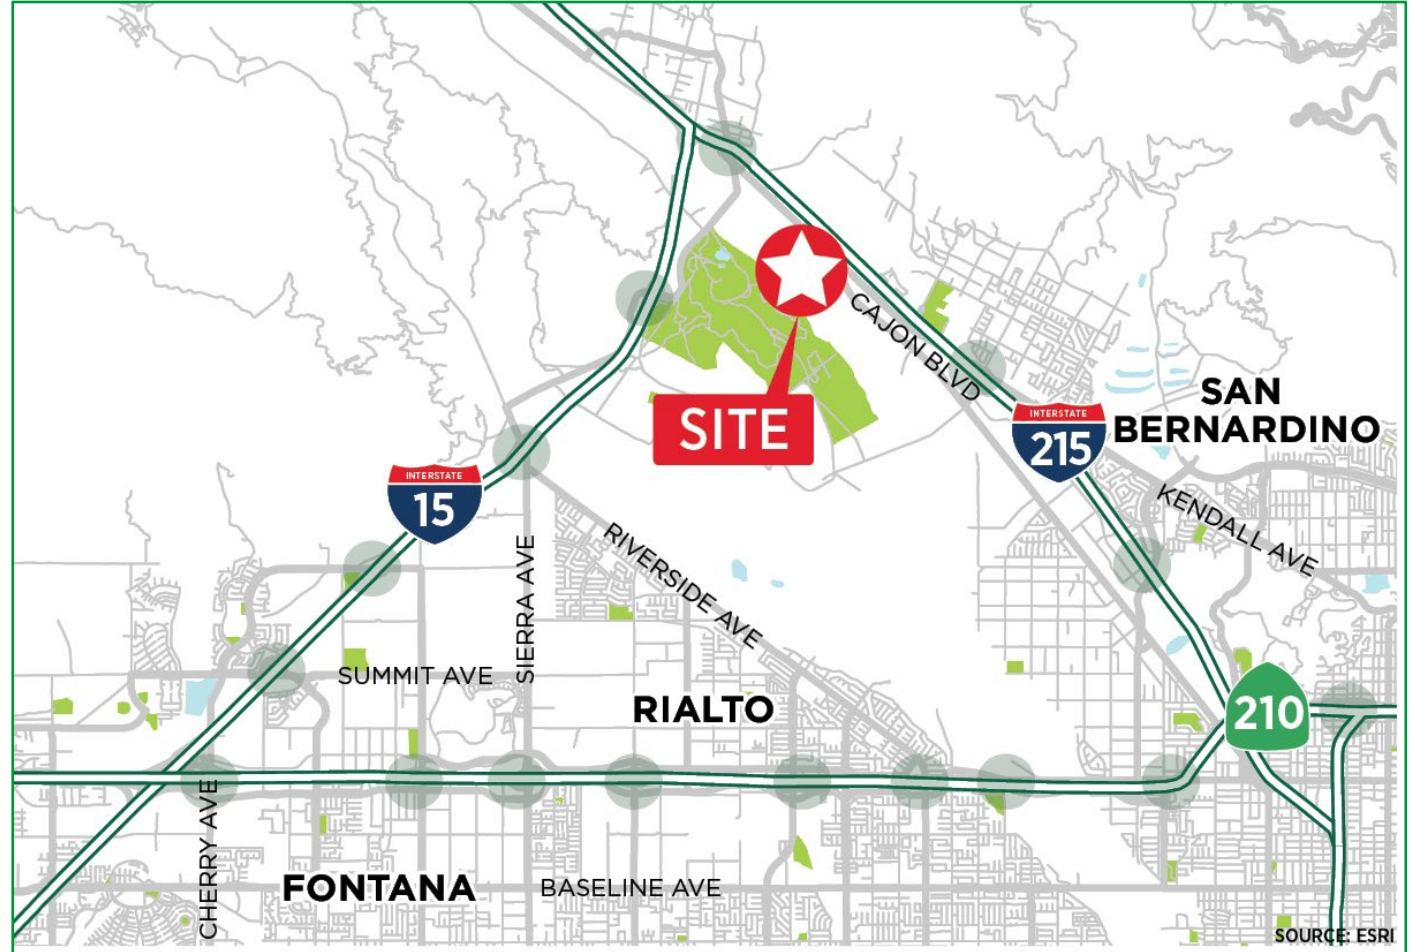 CAJON BLVD
SITE
SAN
BERNARDINO
INTERSTATE
215
INTERSTATE
15
KENDALL AVE
RIVERSIDE AVE
SIERRA AVE
SUMMIT AVE
RIALTO
210
CHERRY AVE
FONTANA
BASELINE AVE
SOURCE: ESRI